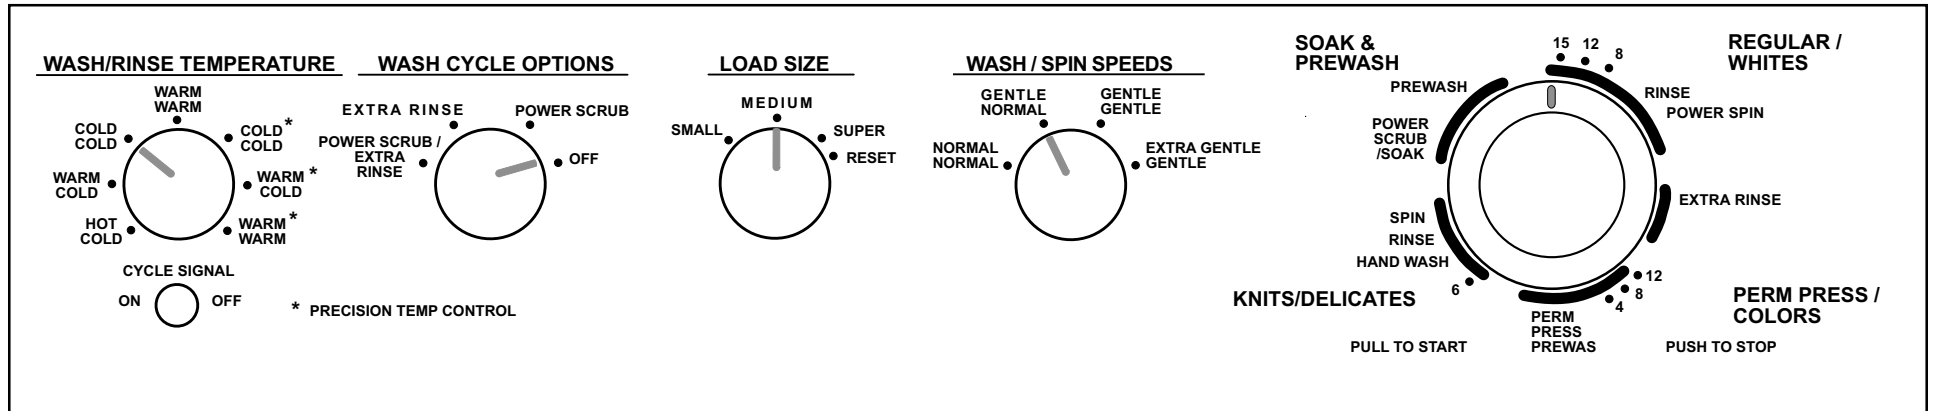 WASH/RINSE TEMPERATURE
WARM
WARM
COLD
COLD
COLD *
COLD
WARM
COLD
WARM *
COLD
HOT
COLD
WARM *
WARM
CYCLE SIGNAL
ON OFF
* PRECISION TEMP CONTROL
WASH CYCLE OPTIONS
EXTRA RINSE
POWER SCRUB
POWER SCRUB /
EXTRA
RINSE
OFF
LOAD SIZE
MEDIUM
SMALL
SUPER
RESET
WASH / SPIN SPEEDS
GENTLE
NORMAL
GENTLE
GENTLE
NORMAL
NORMAL
EXTRA GENTLE
GENTLE
SOAK &
PREWASH
15 12 8
REGULAR /
WHITES
PREWASH
RINSE
POWER SPIN
POWER
SCRUB
/SOAK
EXTRA RINSE
SPIN
RINSE
HAND WASH
6
KNITS/DELICATES
12
8
4
PERM PRESS /
COLORS
PERM
PRESS
PREWAS
PULL TO START
PUSH TO STOP